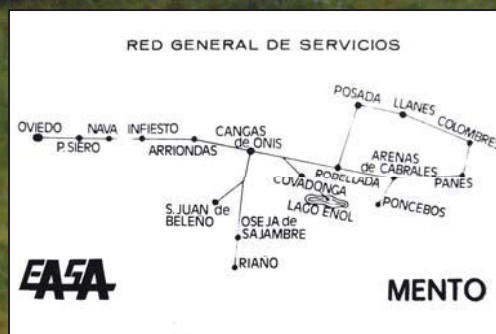 RED GENERAL DE SERVICIOS
POSADA
LLANES
COLOMBRES
OVIEDO
P. SIERO
NAVA
INFIESTO
ARRIONDAS
CANGAS
de ONIS
ROBELLADA
ARENAS
de CABRALES
PANES
COVADONGA
LAGO ENOL
PONCEBOS
S. JUAN de
BELEÑO
OSEJA de
SAJAMBRE
RIAÑO
EASA
MENTO